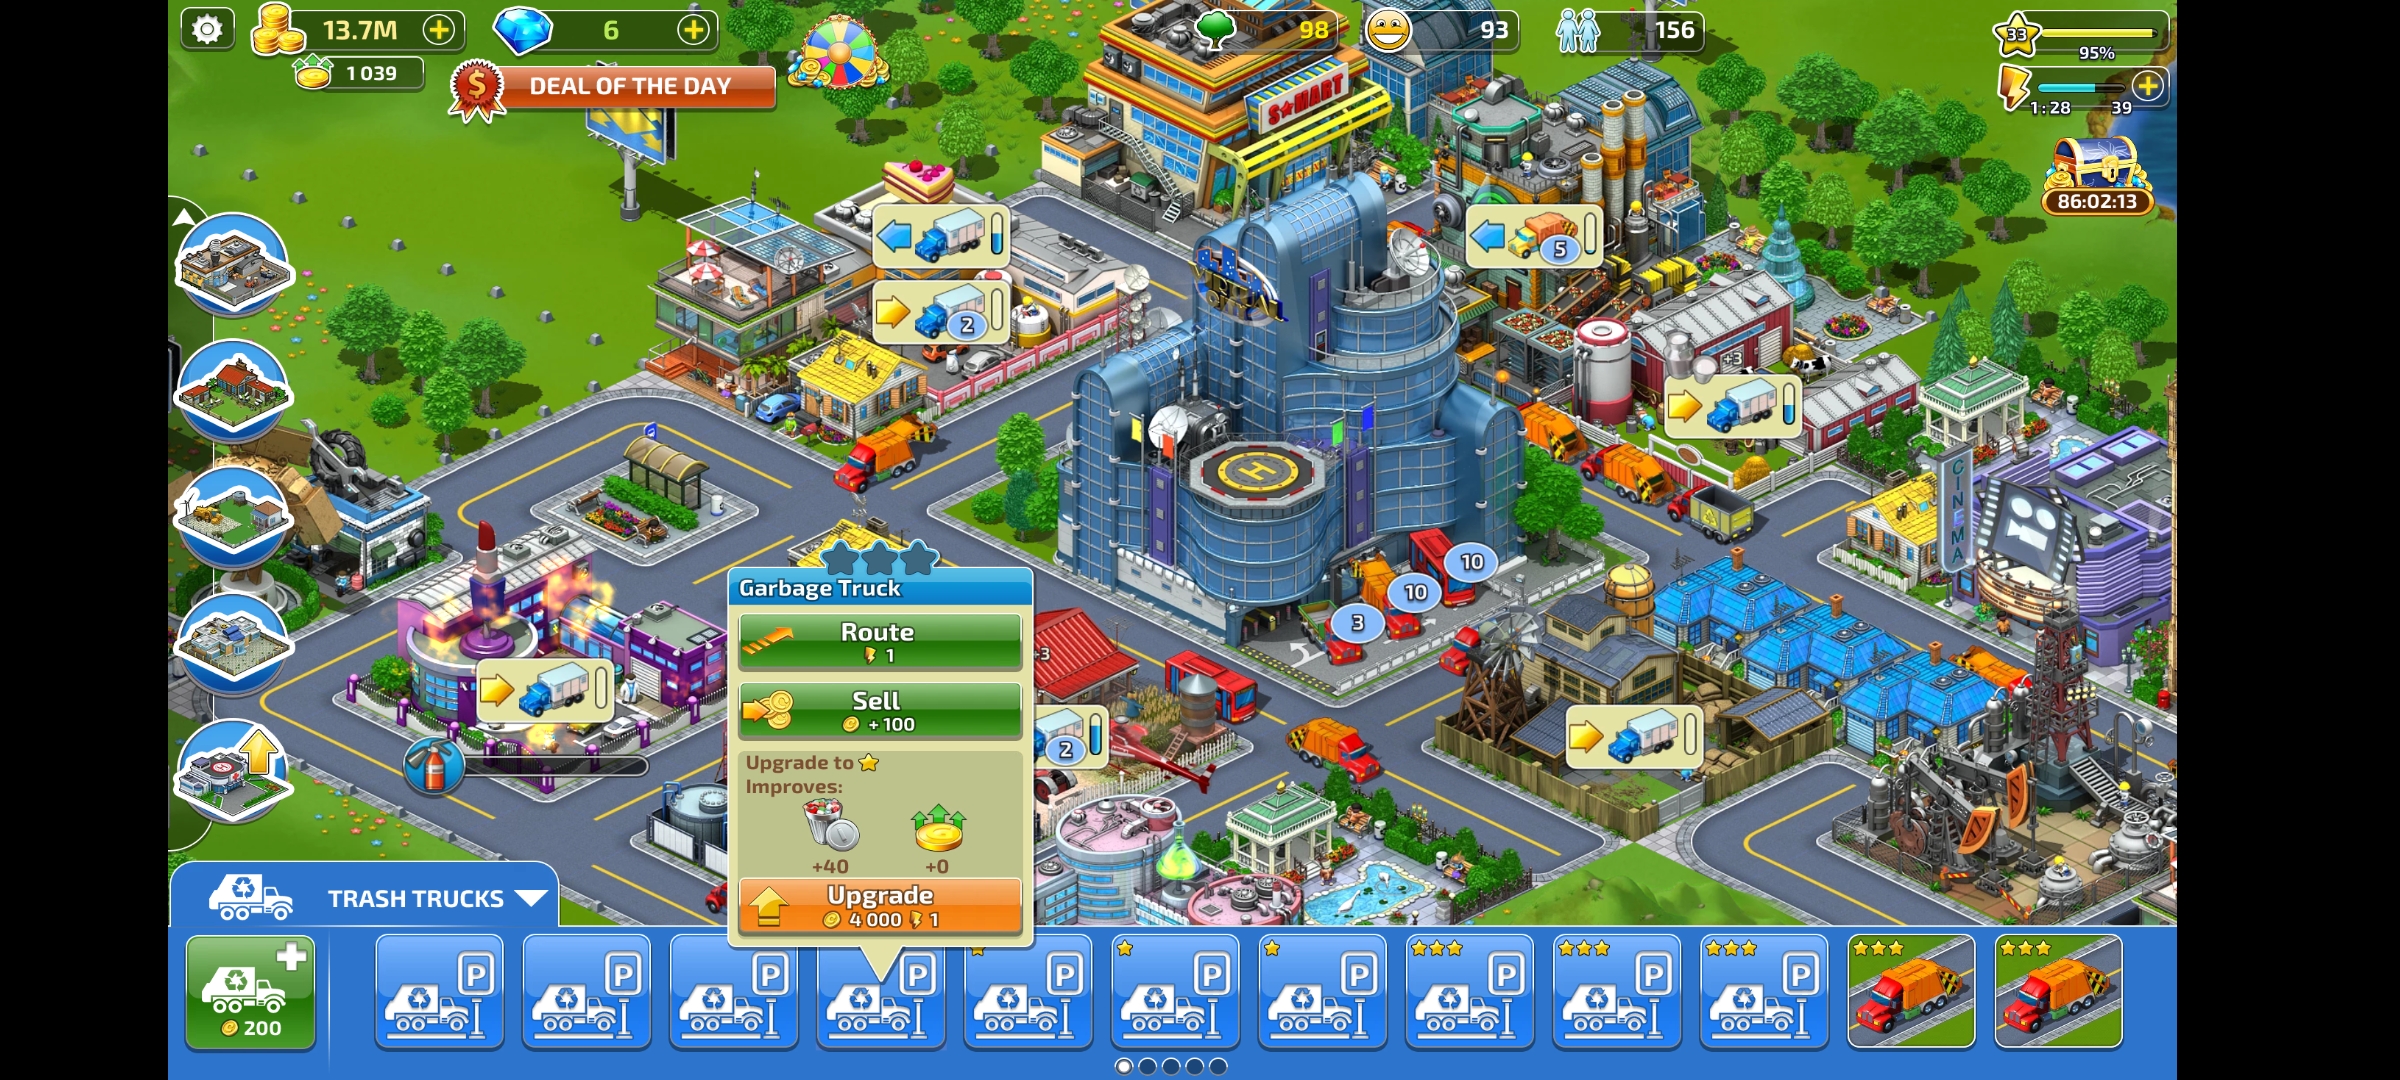 13.7M
6
98
93
156
33
95%
1 039
DEAL OF THE DAY
1:28
39
86:02:13
S★MART
5
2
+3
CINEMA
H
10
10
3
Garbage Truck
Route
1
Sell
+100
Upgrade to
Improves:
+40
+0
Upgrade
4 000 1
+3
2
TRASH TRUCKS
200
P
P
P
P
P
P
P
P
P
P